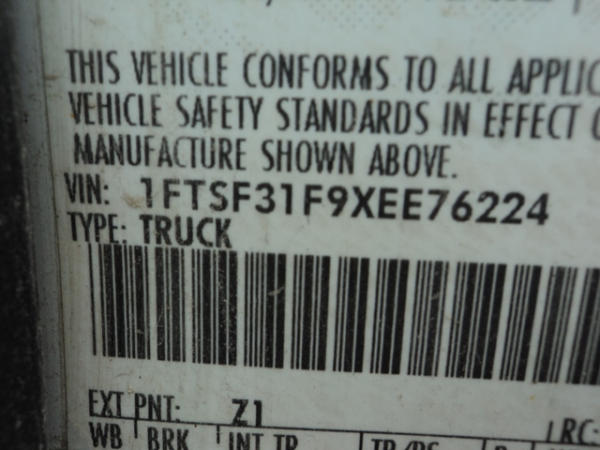 THIS VEHICLE CONFORMS TO ALL
VEHICLE SAFETY STANDARDS IN EFFECT
MANUFACTURE SHOWN ABOVE.
VIN: 1FTSF31F9XEE76224
TYPE: TRUCK
EXT PNT: Z1 RC:
WB BRK INT TR